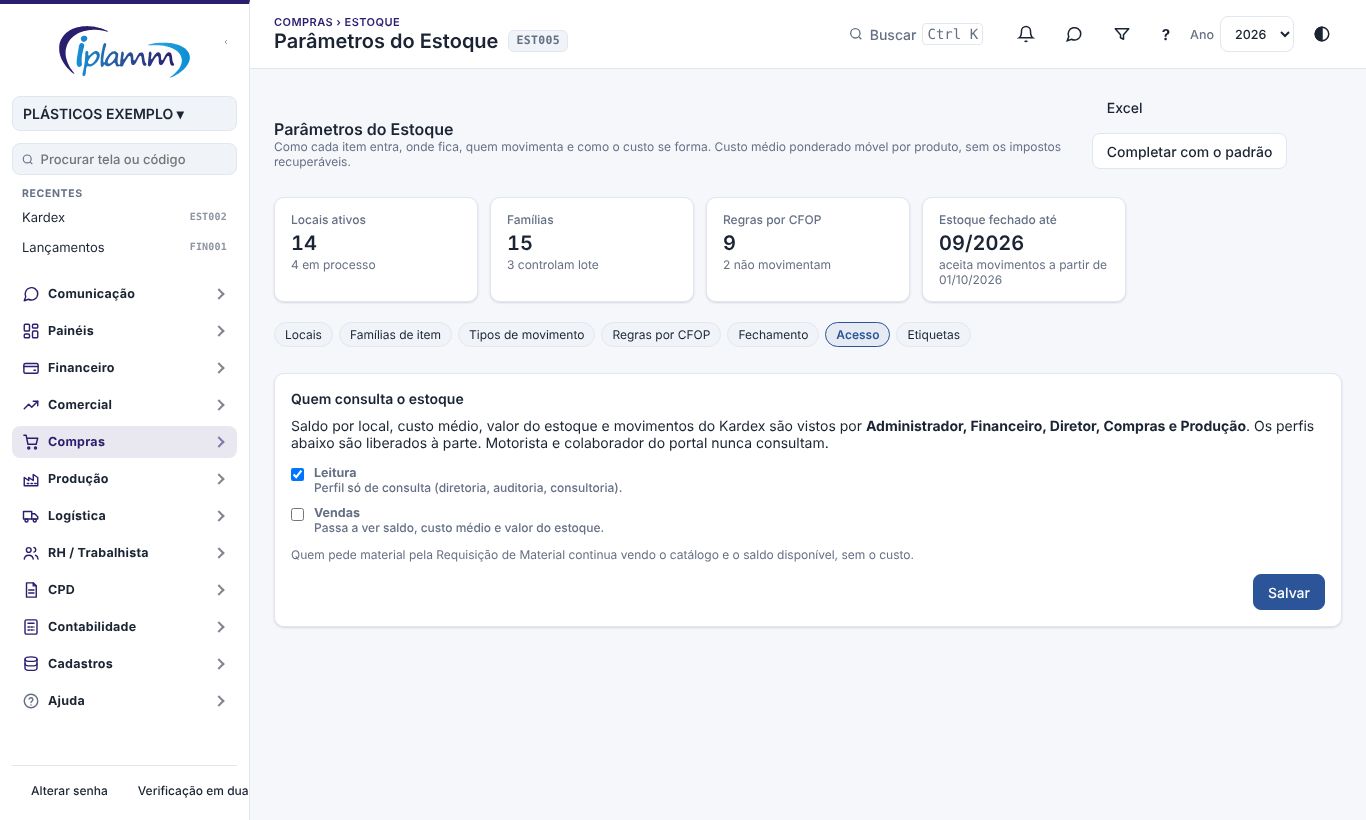 iplamm
‹
PLÁSTICOS EXEMPLO ▾
Procurar tela ou código
RECENTES
Kardex EST002
Lançamentos FIN001
Comunicação
Painéis
Financeiro
Comercial
Compras
Produção
Logística
RH / Trabalhista
CPD
Contabilidade
Cadastros
Ajuda
Alterar senha Verificação em dua
COMPRAS › ESTOQUE
Parâmetros do Estoque EST005
Buscar Ctrl K
?
Ano 2026
Parâmetros do Estoque
Como cada item entra, onde fica, quem movimenta e como o custo se forma. Custo médio ponderado móvel por produto, sem os impostos
recuperáveis.
Excel
Completar com o padrão
Locais ativos
14
4 em processo
Famílias
15
3 controlam lote
Regras por CFOP
9
2 não movimentam
Estoque fechado até
09/2026
aceita movimentos a partir de
01/10/2026
Locais Famílias de item Tipos de movimento Regras por CFOP Fechamento Acesso Etiquetas
Quem consulta o estoque
Saldo por local, custo médio, valor do estoque e movimentos do Kardex são vistos por Administrador, Financeiro, Diretor, Compras e Produção. Os perfis
abaixo são liberados à parte. Motorista e colaborador do portal nunca consultam.
Leitura
Perfil só de consulta (diretoria, auditoria, consultoria).
Vendas
Passa a ver saldo, custo médio e valor do estoque.
Quem pede material pela Requisição de Material continua vendo o catálogo e o saldo disponível, sem o custo.
Salvar